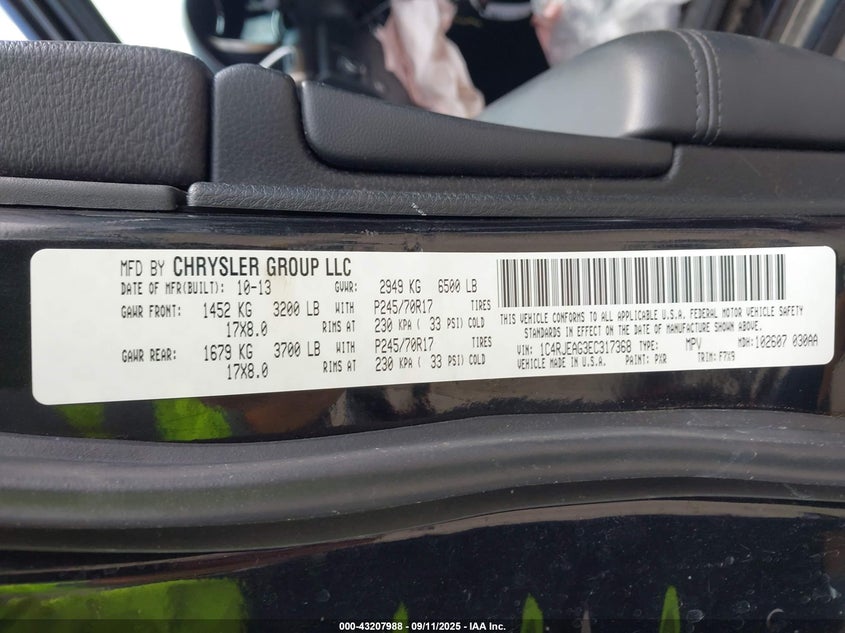 MFD BY CHRYSLER GROUP LLC
DATE OF MFR(BUILT): 10-13 GVWR: 2949 KG 6500 LB
GAWR FRONT: 1452 KG 3200 LB WITH P245/70R17 TIRES
17X8.0 RIMS AT 230 KPA ( 33 PSI) COLD
GAWR REAR: 1679 KG 3700 LB WITH P245/70R17 TIRES
17X8.0 RIMS AT 230 KPA ( 33 PSI) COLD
THIS VEHICLE CONFORMS TO ALL APPLICABLE U.S.A. FEDERAL MOTOR VEHICLE SAFETY
STANDARDS IN EFFECT ON THE DATE OF MANUFACTURE SHOWN ABOVE.
VIN: 1C4RJEAG3EC317368 TYPE: MPV MDH:102607 030AA
VEHICLE MADE IN U.S.A. PAINT: PXR TRIM: F7X9
000-43207988 - 09/11/2025 - IAA Inc.